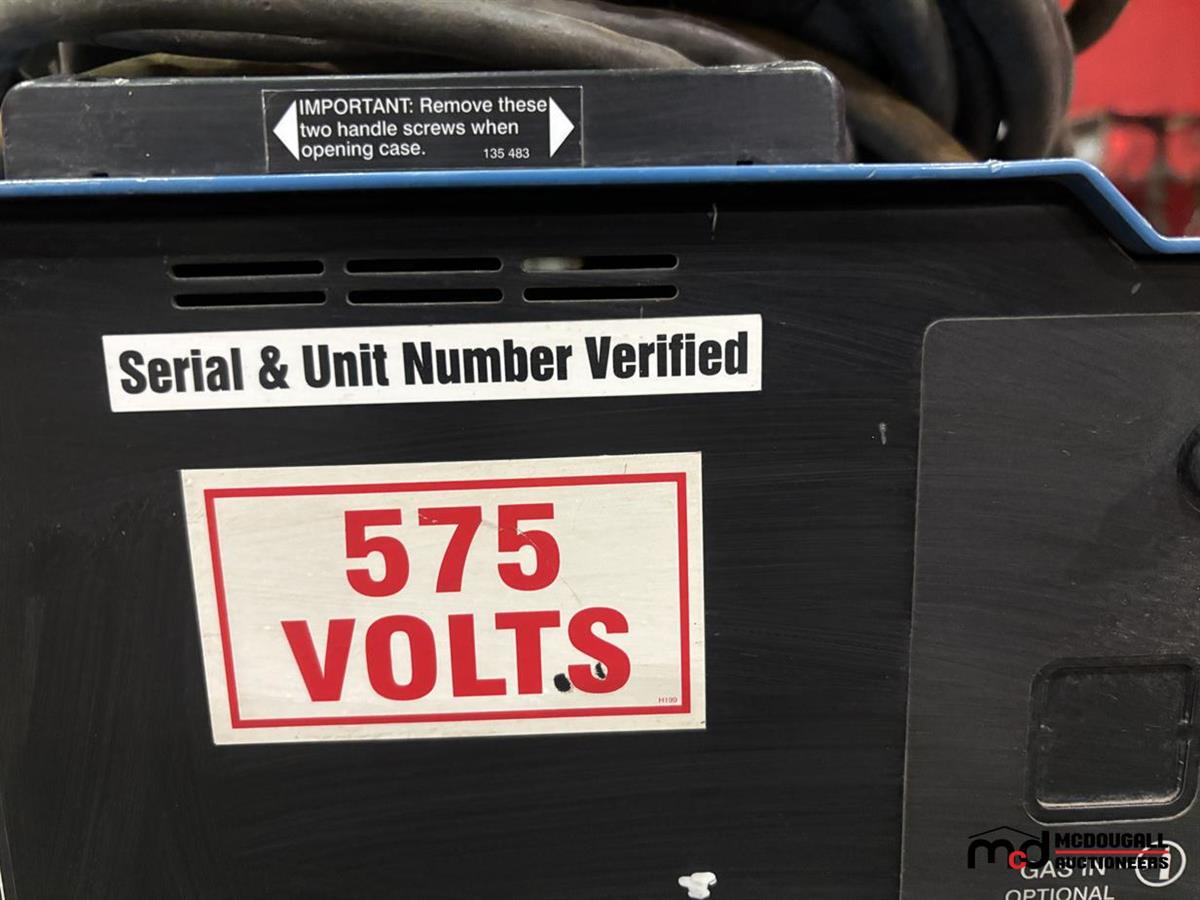 IMPORTANT: Remove these
two handle screws when
opening case. 135 483
Serial & Unit Number Verified
575
VOLTS
H199
mcd MCDOUGALL
AUCTIONEERS
GAS IN
OPTIONAL